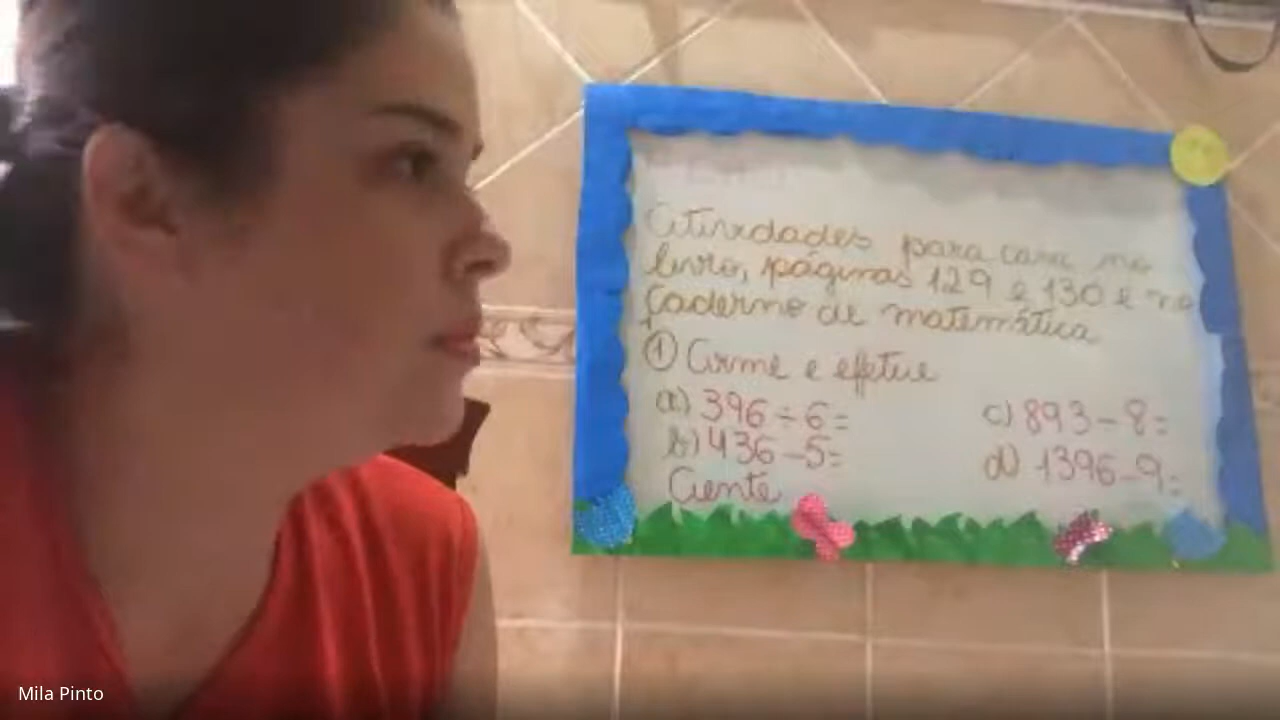 Atividades para casa no
livro, páginas 129 e 130 e no
caderno de matemática
① Arme e efetue
a) 396 ÷ 6=
c) 893 - 8=
b) 436 - 5=
d) 1396 - 9=
Ciente
Mila Pinto